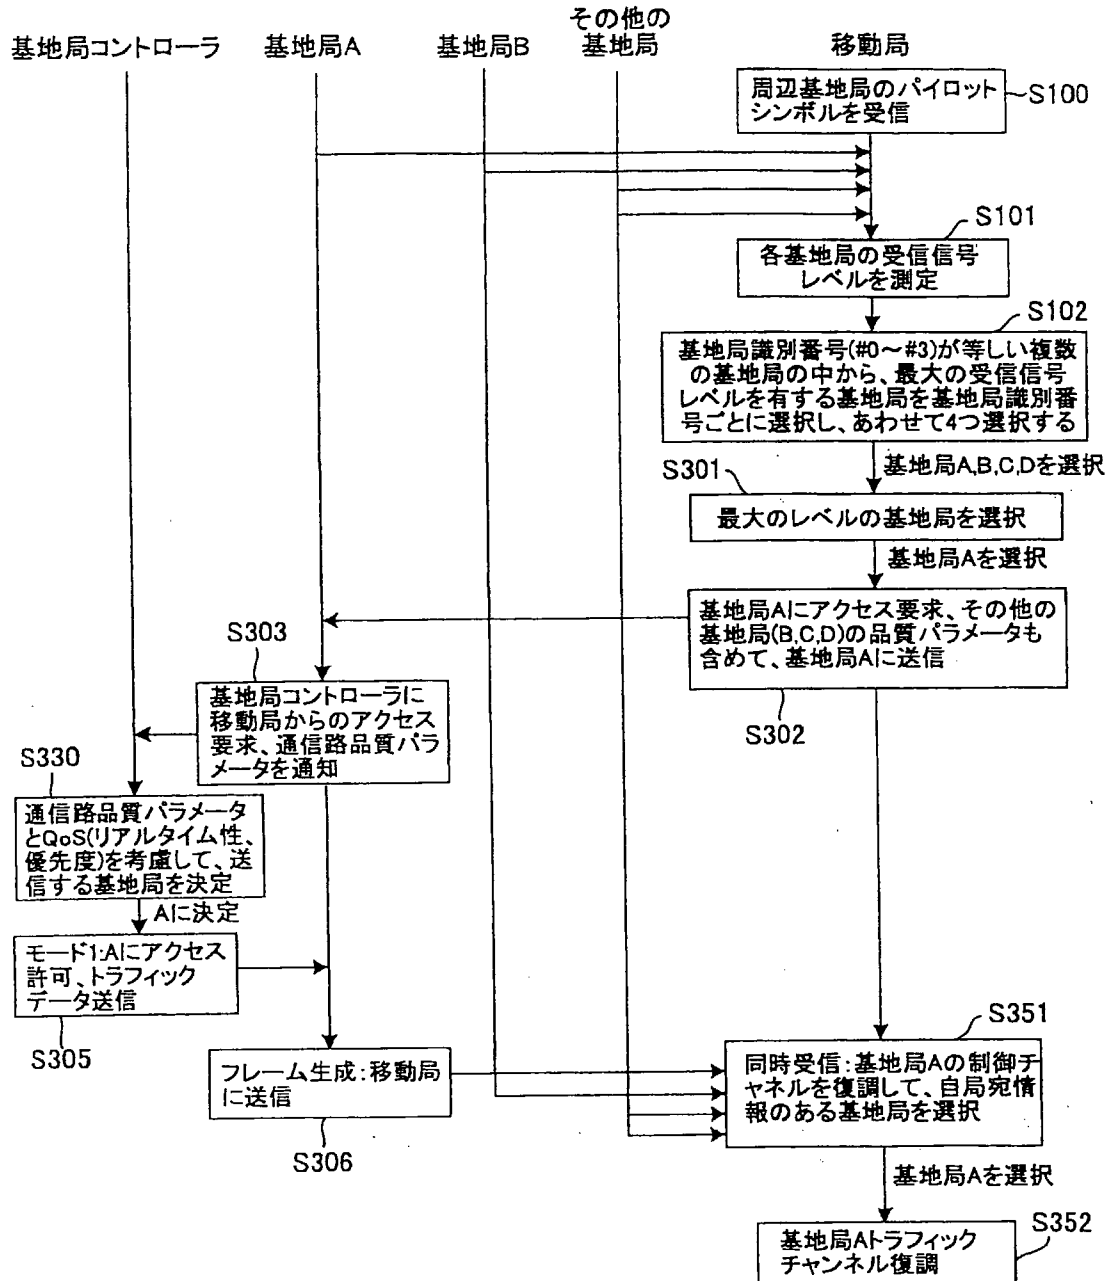 基地局コントローラ
基地局A
基地局B
その他の
基地局
移動局
周辺基地局のパイロット
シンボルを受信
S100
S101
各基地局の受信信号
レベルを測定
S102
基地局識別番号(#0～#3)が等しい複数
の基地局の中から、最大の受信信号
レベルを有する基地局を基地局識別番
号ごとに選択し、あわせて4つ選択する
基地局A,B,C,Dを選択
S301
最大のレベルの基地局を選択
基地局Aを選択
基地局Aにアクセス要求、その他の
基地局(B,C,D)の品質パラメータも
含めて、基地局Aに送信
S302
S303
基地局コントローラに
移動局からのアクセス
要求、通信路品質パラ
メータを通知
S330
通信路品質パラメータ
とQoS(リアルタイム性、
優先度)を考慮して、送
信する基地局を決定
Aに決定
モード1:Aにアクセス
許可、トラフィック
データ送信
S305
フレーム生成:移動局
に送信
S306
S351
同時受信:基地局Aの制御チ
ャネルを復調して、自局宛情
報のある基地局を選択
基地局Aを選択
S352
基地局Aトラフィック
チャンネル復調